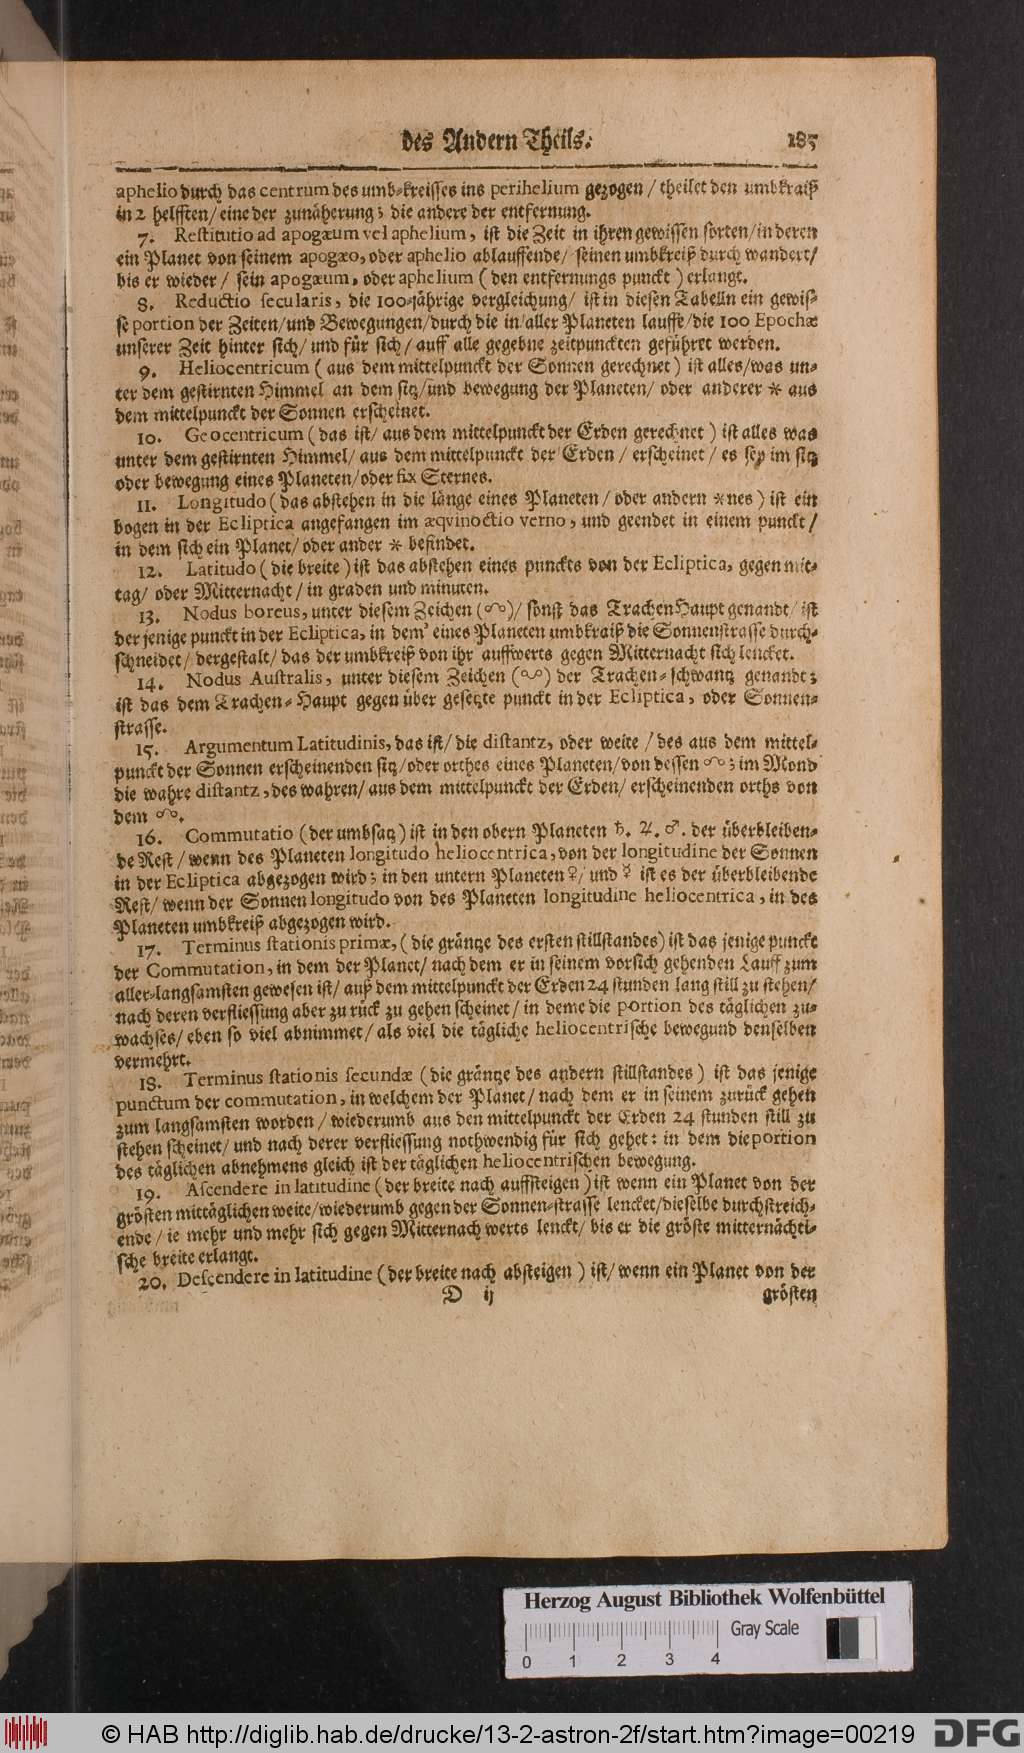 des Andern Theils.
185
aphelio durch das centrum des umb-kreisses ins perihelium gezogen / theilet den umbkraiß
in 2 helfften / eine der zunäherung; die andere der entfernung.
7. Restitutio ad apogæum vel aphelium, ist die Zeit in ihren gewissen sorten / in deren
ein Planet von seinem apogæo, oder aphelio ablauffende / seinen umbkreiß durch wandert /
bis er wieder / sein apogæum, oder aphelium ( den entfernungs punckt ) erlangt.
8. Reductio secularis, die 100-jährige vergleichung / ist in diesen Tabelln ein gewis-
se portion der Zeiten / und Bewegungen / durch die in / aller Planeten lauffe / die 100 Epochæ
unserer Zeit hinter sich / und für sich / auff alle gegebne zeitpunckten geführet werden.
9. Heliocentricum ( aus dem mittelpunckt der Sonnen gerechnet ) ist alles / was un-
ter dem gestirnten Himmel an dem sitz / und bewegung der Planeten / oder anderer * aus
dem mittelpunckt der Sonnen erscheinet.
10. Geocentricum ( das ist / aus dem mittelpunckt der Erden gerechnet ) ist alles was
unter dem gestirnten Himmel / aus dem mittelpunckt der Erden / erscheinet / es sey im sitz
oder bewegung eines Planeten / oder fix Sternes.
11. Longitudo ( das abstehen in die länge eines Planeten / oder andern *nes ) ist ein
bogen in der Ecliptica angefangen im æqvinoctio verno, und geendet in einem punckt /
in dem sich ein Planet / oder ander * befindet.
12. Latitudo ( die breite ) ist das abstehen eines puncts von der Ecliptica, gegen mit-
tag / oder Mitternacht / in graden und minuten.
13. Nodus boreus, unter diesem Zeichen (☊) / sonst das Trachen Haupt genandt / ist
der jenige punckt in der Ecliptica, in dem eines Planeten umbkraiß die Sonnenstrasse durch-
schneidet / dergestalt / das der umbkreiß von ihr auffwerts gegen Mitternacht sich lencket.
14. Nodus Australis, unter diesem Zeichen (☋) der Trachen-schwantz genandt;
ist das dem Trachen-Haupt gegen über gesetzte punckt in der Ecliptica, oder Sonnen-
strasse.
15. Argumentum Latitudinis, das ist / die distantz, oder weite / des aus dem mittel-
punckt der Sonnen erscheinenden sitz / oder orthes eines Planeten / von dessen ☊; im Mond
die wahre distantz, des wahren / aus dem mittelpunckt der Erden / erscheinenden orths von
dem ☊.
16. Commutatio ( der umbsatz ) ist in den obern Planeten ♄. ♃. ♂. der überbleiben-
de Rest / wenn des Planeten longitudo heliocentrica, von der longitudine der Sonnen
in der Ecliptica abgezogen wird; in den untern Planeten ♀ / und ☿ ist es der überbleibende
Rest / wenn der Sonnen longitudo von des Planeten longitudine heliocentrica, in des
Planeten umbkreiß abgezogen wird.
17. Terminus stationis primæ, ( die gräntze des ersten stillstandes ) ist das jenige punckt
der Commutation, in dem der Planet / nach dem er in seinem vorsich gehenden Lauff zum
aller-langsamsten gewesen ist / auß dem mittelpunckt der Erden 24 stunden lang still zu stehen /
nach deren verfliessung aber zu rück zu gehen scheinet / in deme die portion des täglichen zu-
wachses / eben so viel abnimmet / als viel die tägliche heliocentrische bewegund denselben
vermehrt.
18. Terminus stationis secundæ ( die gräntze des andern stillstandes ) ist das jenige
punctum der commutation, in welchem der Planet / nach dem er in seinem zurück gehen
zum langsamsten worden / wiederumb aus den mittelpunckt der Erden 24 stunden still zu
stehen scheinet / und nach derer verfliessung nothwendig für sich gehet: in dem die portion
des täglichen abnehmens gleich ist der täglichen heliocentrischen bewegung.
19. Ascendere in latitudine ( der breite nach auffsteigen ) ist wenn ein Planet von der
grösten mittäglichen weite / wiederumb gegen der Sonnen-strasse lencket / dieselbe durchstreich-
ende / ie mehr und mehr sich gegen Mitternach werts lenckt / bis er die gröste mitternächti-
sche breite erlangt.
20. Descendere in latitudine ( der breite nach absteigen ) ist / wenn ein Planet von der
D ij
grösten
Herzog August Bibliothek Wolfenbüttel
Gray Scale
0 1 2 3 4
© HAB http://diglib.hab.de/drucke/13-2-astron-2f/start.htm?image=00219
DFG